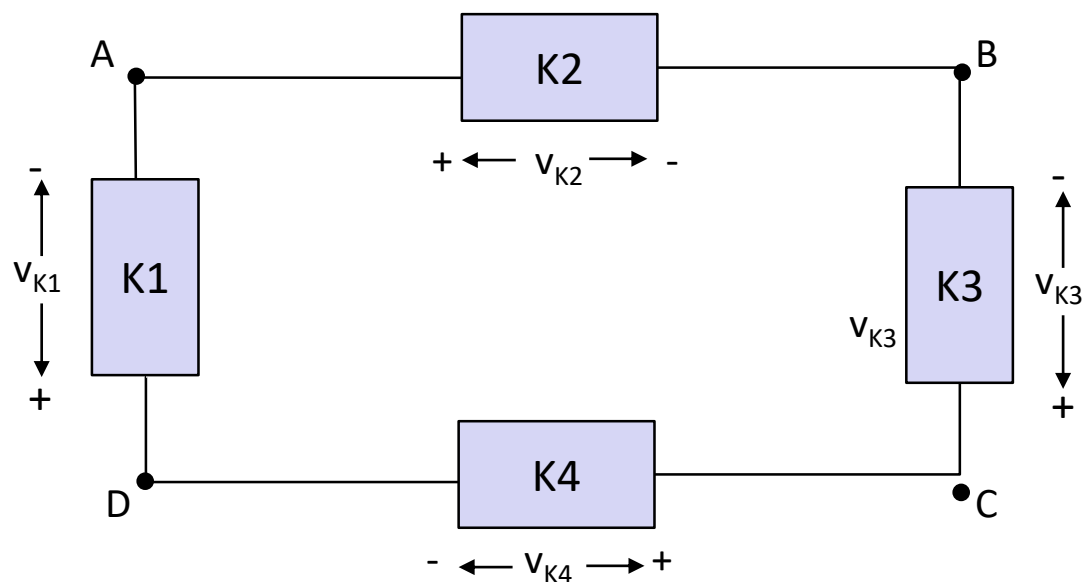 A
K2
B
+ v_K2 -
-
v_K1
+
K1
K3
v_K3
-
v_K3
+
D
K4
C
- v_K4 +